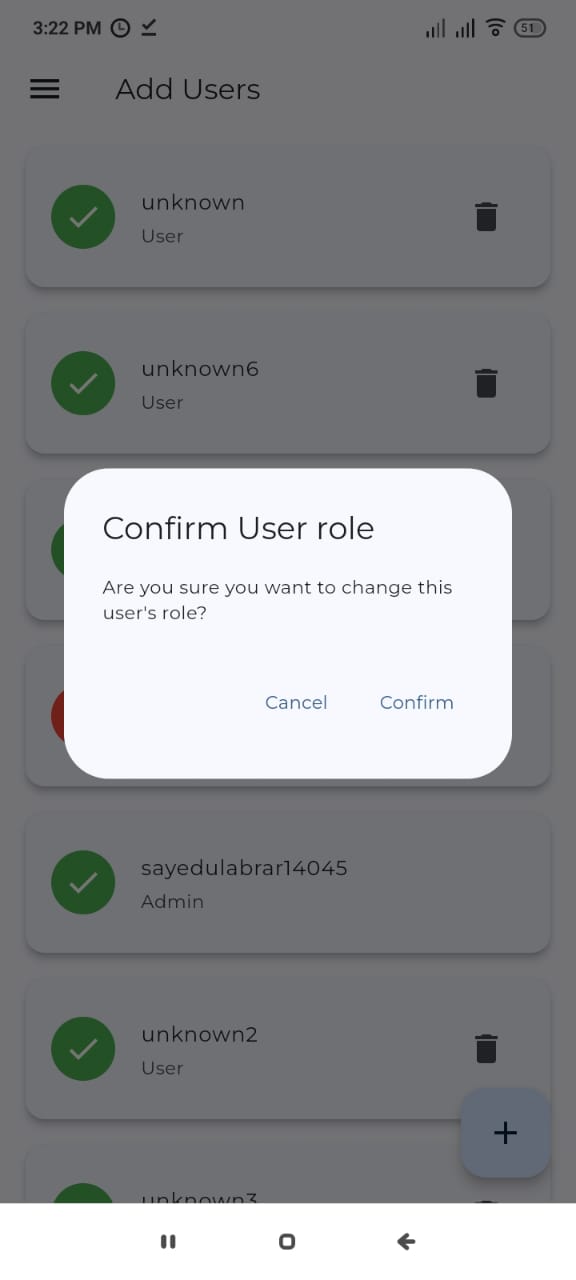 3:22 PM
51
Add Users
unknown
User
unknown6
User
Confirm User role
Are you sure you want to change this
user's role?
Cancel
Confirm
sayedulabrar14045
Admin
unknown2
User
unknown3